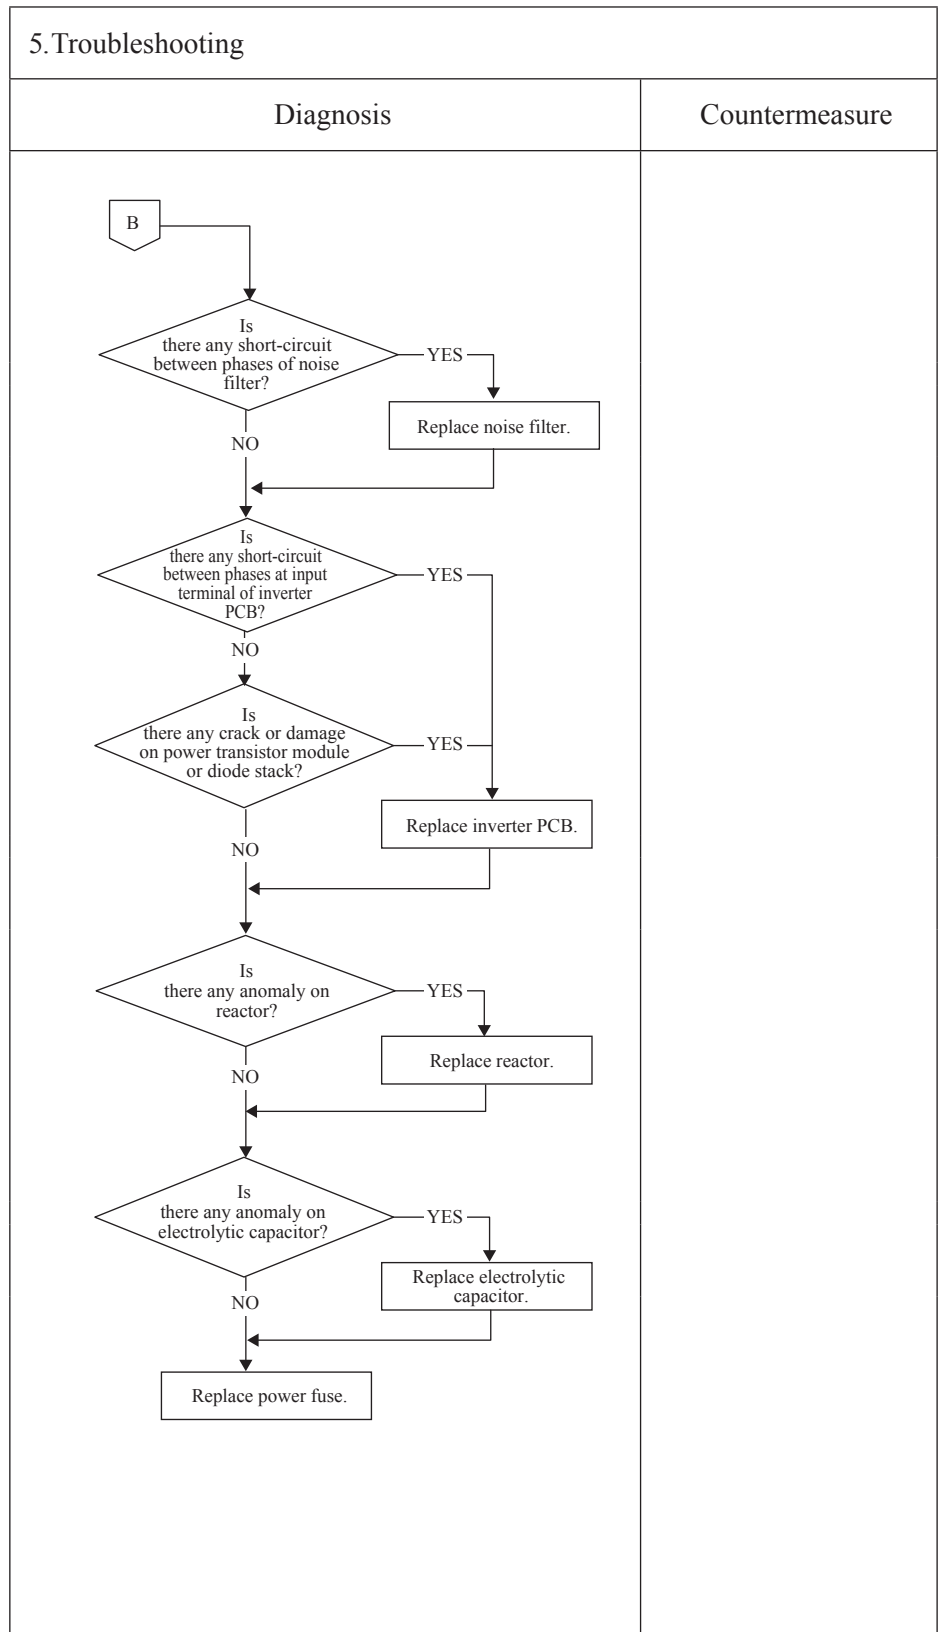 5.Troubleshooting
Diagnosis
Countermeasure
B
Is
there any short-circuit
between phases of noise
filter?
YES
Replace noise filter.
NO
Is
there any short-circuit
between phases at input
terminal of inverter
PCB?
YES
NO
Is
there any crack or damage
on power transistor module
or diode stack?
YES
Replace inverter PCB.
NO
Is
there any anomaly on
reactor?
YES
Replace reactor.
NO
Is
there any anomaly on
electrolytic capacitor?
YES
Replace electrolytic
capacitor.
NO
Replace power fuse.